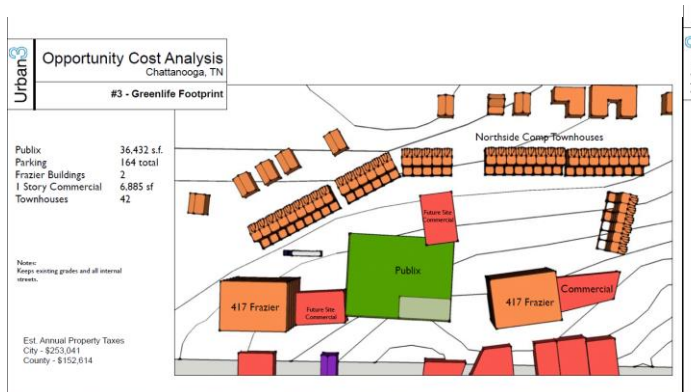 Urban3
Opportunity Cost Analysis
Chattanooga, TN
#3 - Greenlife Footprint
Publix 36,432 s.f.
Parking 164 total
Frazier Buildings 2
1 Story Commercial 6,885 sf
Townhouses 42
Notes:
Keeps existing grades and all internal
streets.
Est. Annual Property Taxes
City - $253,041
County - $152,614
Northside Comp Townhouses
Future Site
Commercial
Publix
417 Frazier
Future Site
Commercial
417 Frazier
Commercial